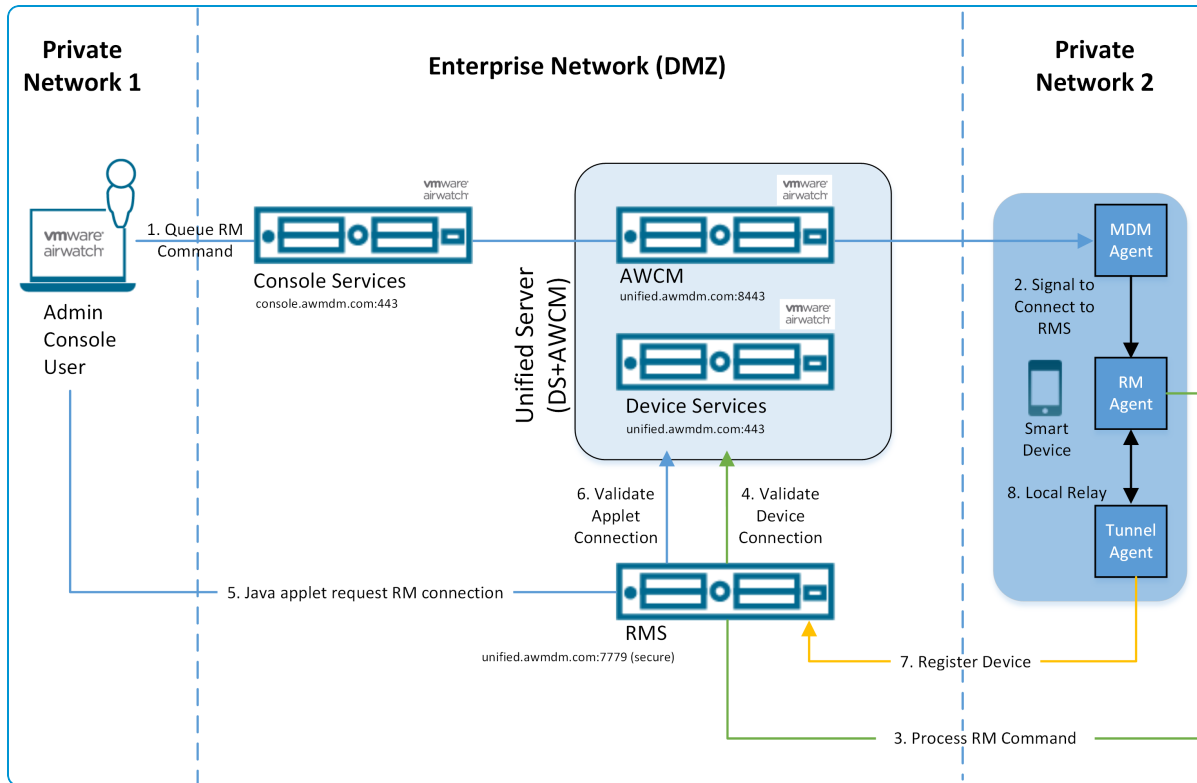 Private
Network 1
Enterprise Network (DMZ)
Private
Network 2
vmware
airwatch
vmware
airwatch
vmware
airwatch
1. Queue RM
Command
Console Services
console.awmdm.com:443
AWCM
unified.awmdm.com:8443
MDM
Agent
Admin
Console
User
Unified Server
(DS+AWCM)
vmware
airwatch
Device Services
unified.awmdm.com:443
2. Signal to
Connect to
RMS
RM
Agent
Smart
Device
6. Validate
Applet
Connection
4. Validate
Device
Connection
8. Local Relay
Tunnel
Agent
5. Java applet request RM connection
RMS
unified.awmdm.com:7779 (secure)
7. Register Device
3. Process RM Command